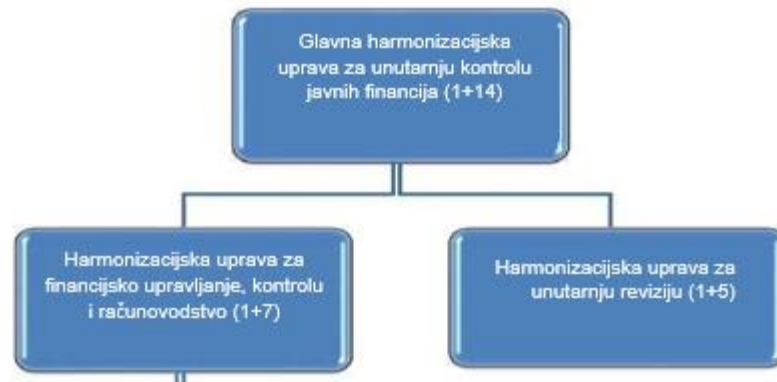 Glavna harmonizacijska
uprava za unutarnju kontrolu
javnih financija (1+14)
Harmonizacijska uprava za
financijsko upravljanje, kontrolu
i računovodstvo (1+7)
Harmonizacijska uprava za
unutarnju reviziju (1+5)